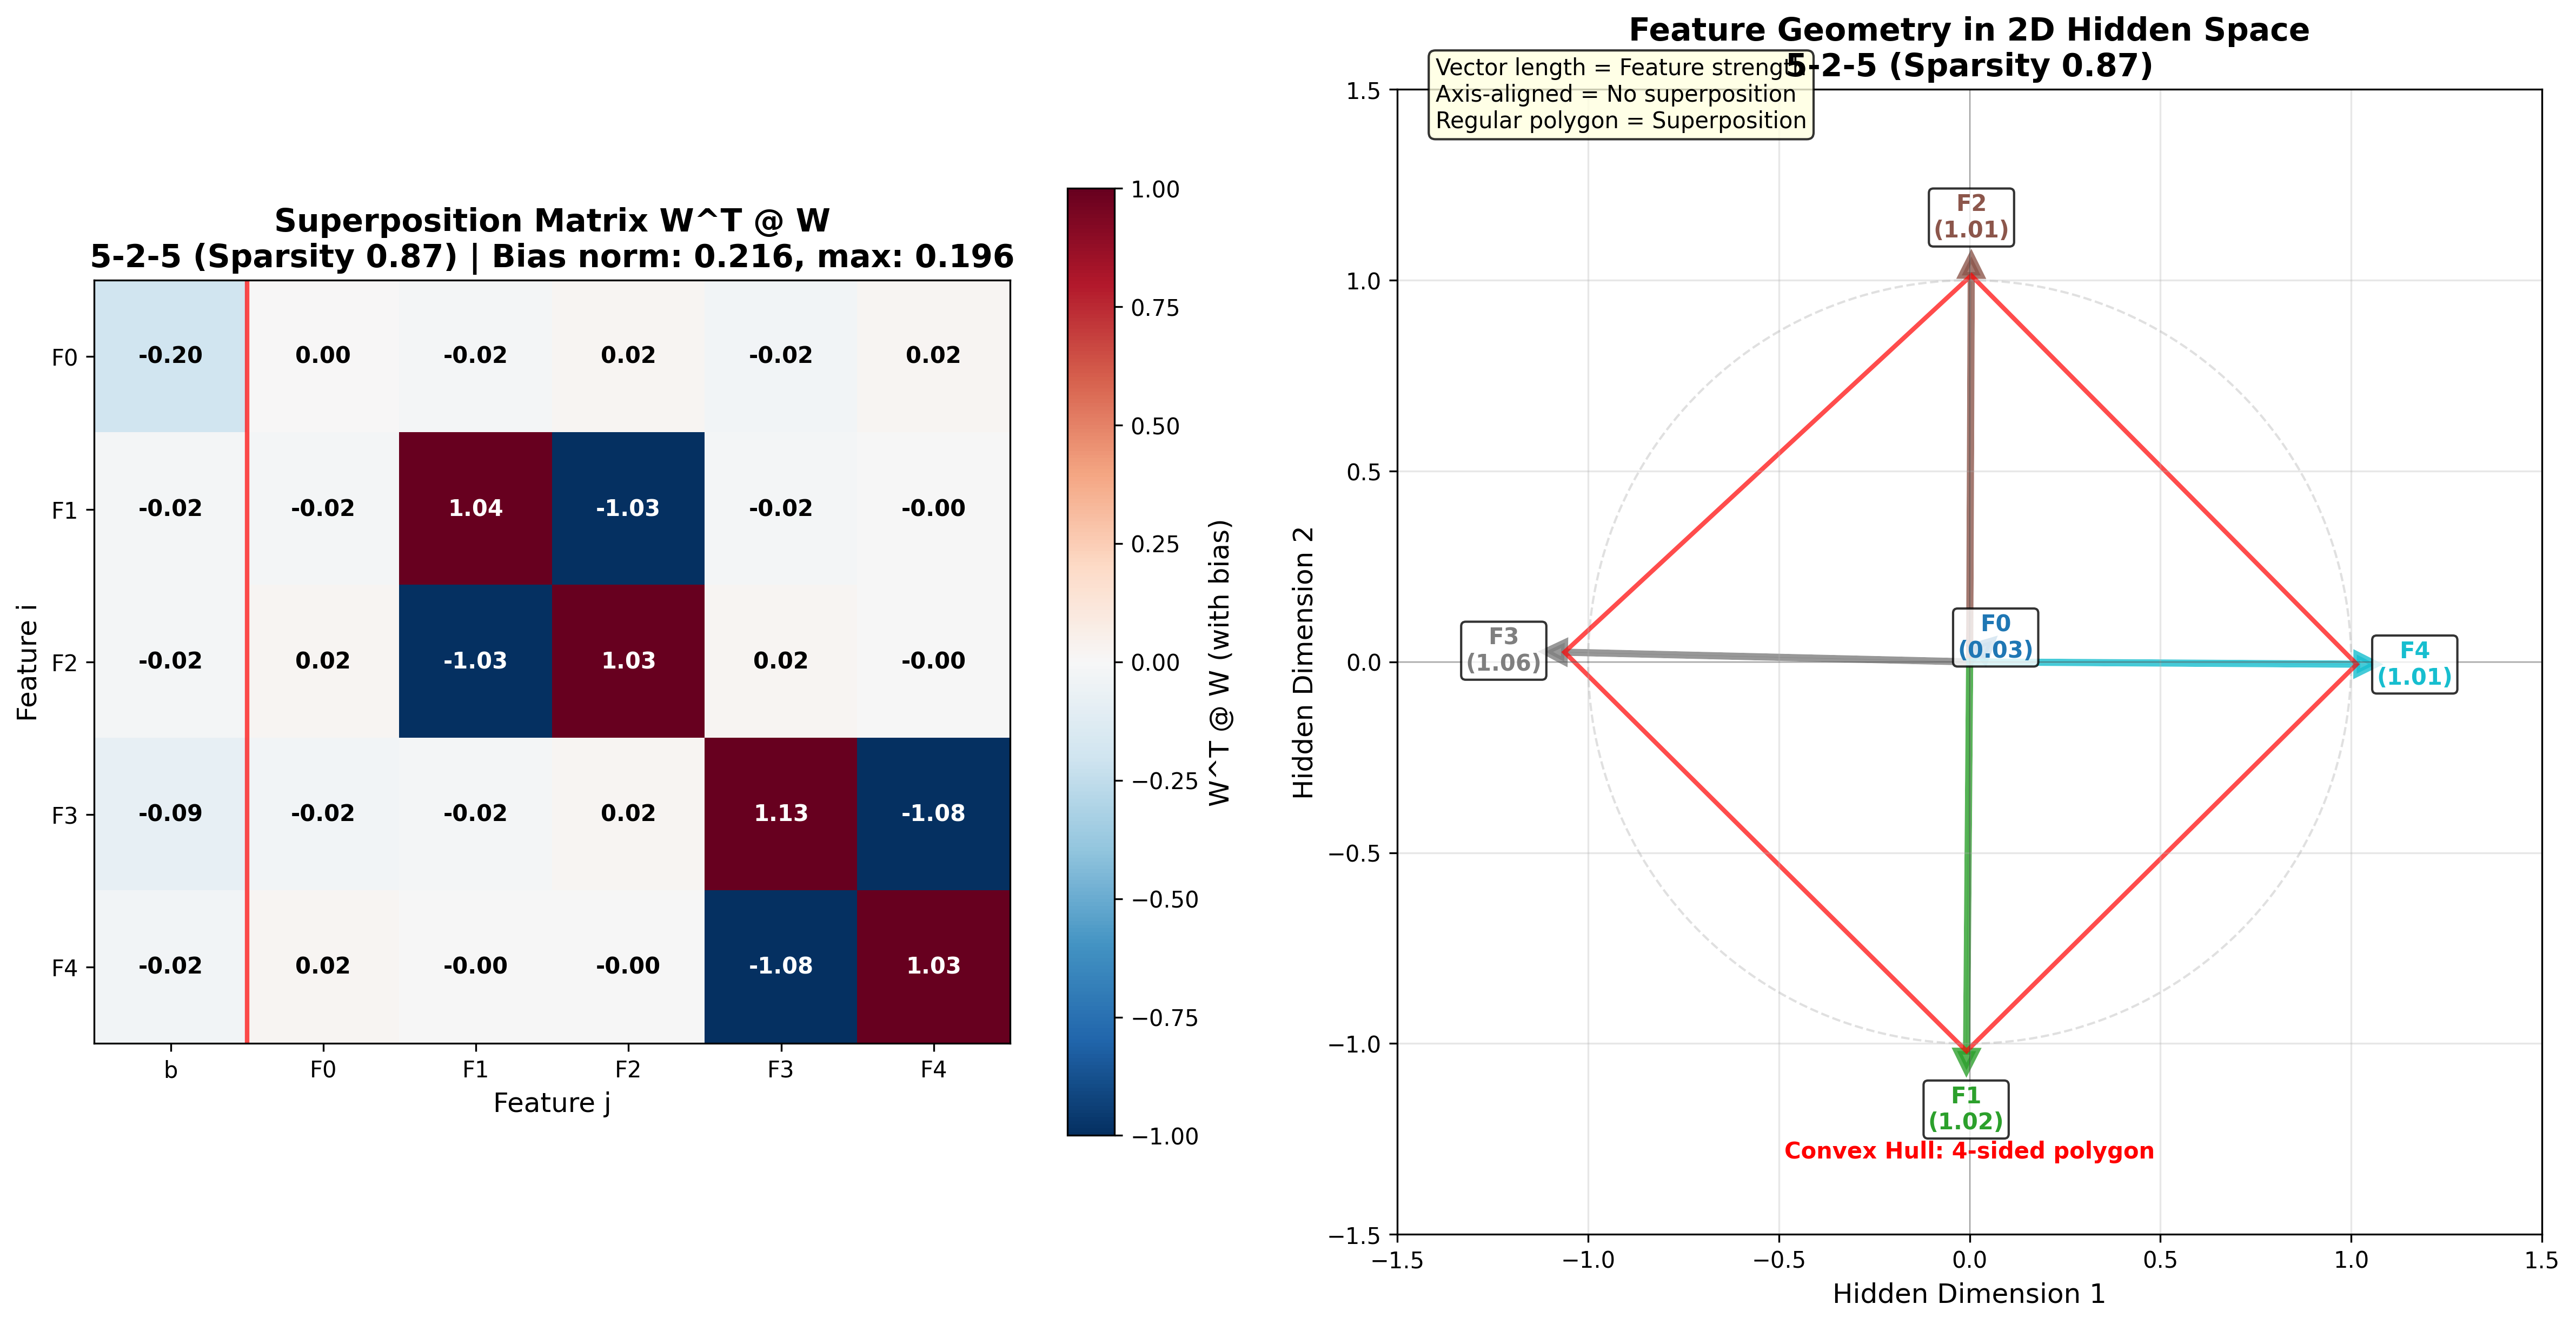 Superposition Matrix W^T @ W
5-2-5 (Sparsity 0.87) | Bias norm: 0.216, max: 0.196
F0 -0.20 0.00 -0.02 0.02 -0.02 0.02
F1 -0.02 -0.02 1.04 -1.03 -0.02 -0.00
F2 -0.02 0.02 -1.03 1.03 0.02 -0.00
F3 -0.09 -0.02 -0.02 0.02 1.13 -1.08
F4 -0.02 0.02 -0.00 -0.00 -1.08 1.03
b F0 F1 F2 F3 F4
Feature j
Feature i
1.00
0.75
0.50
0.25
0.00
−0.25
−0.50
−0.75
−1.00
W^T @ W (with bias)
Feature Geometry in 2D Hidden Space
5-2-5 (Sparsity 0.87)
Vector length = Feature strength
Axis-aligned = No superposition
Regular polygon = Superposition
1.5
1.0
0.5
0.0
−0.5
−1.0
−1.5
Hidden Dimension 2
F2
(1.01)
F0
(0.03)
F3
(1.06)
F4
(1.01)
F1
(1.02)
Convex Hull: 4-sided polygon
−1.5 −1.0 −0.5 0.0 0.5 1.0 1.5
Hidden Dimension 1